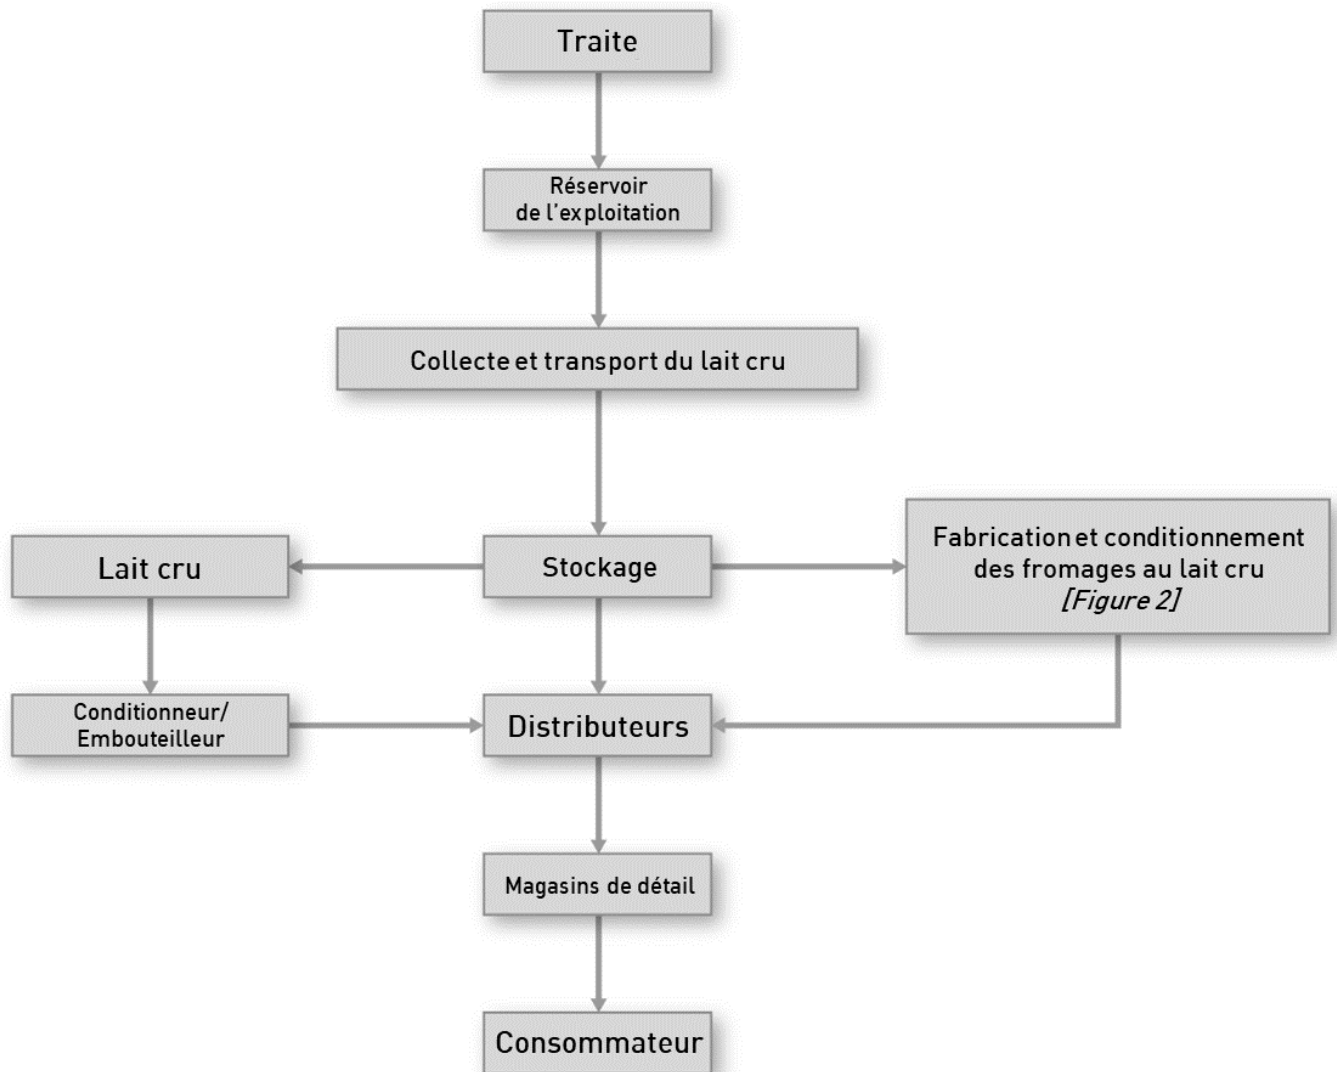 Traite
Réservoir
de l'exploitation
Collecte et transport du lait cru
Lait cru
Stockage
Fabrication et conditionnement
des fromages au lait cru
[Figure 2]
Conditionneur/
Embouteilleur
Distributeurs
Magasins de détail
Consommateur